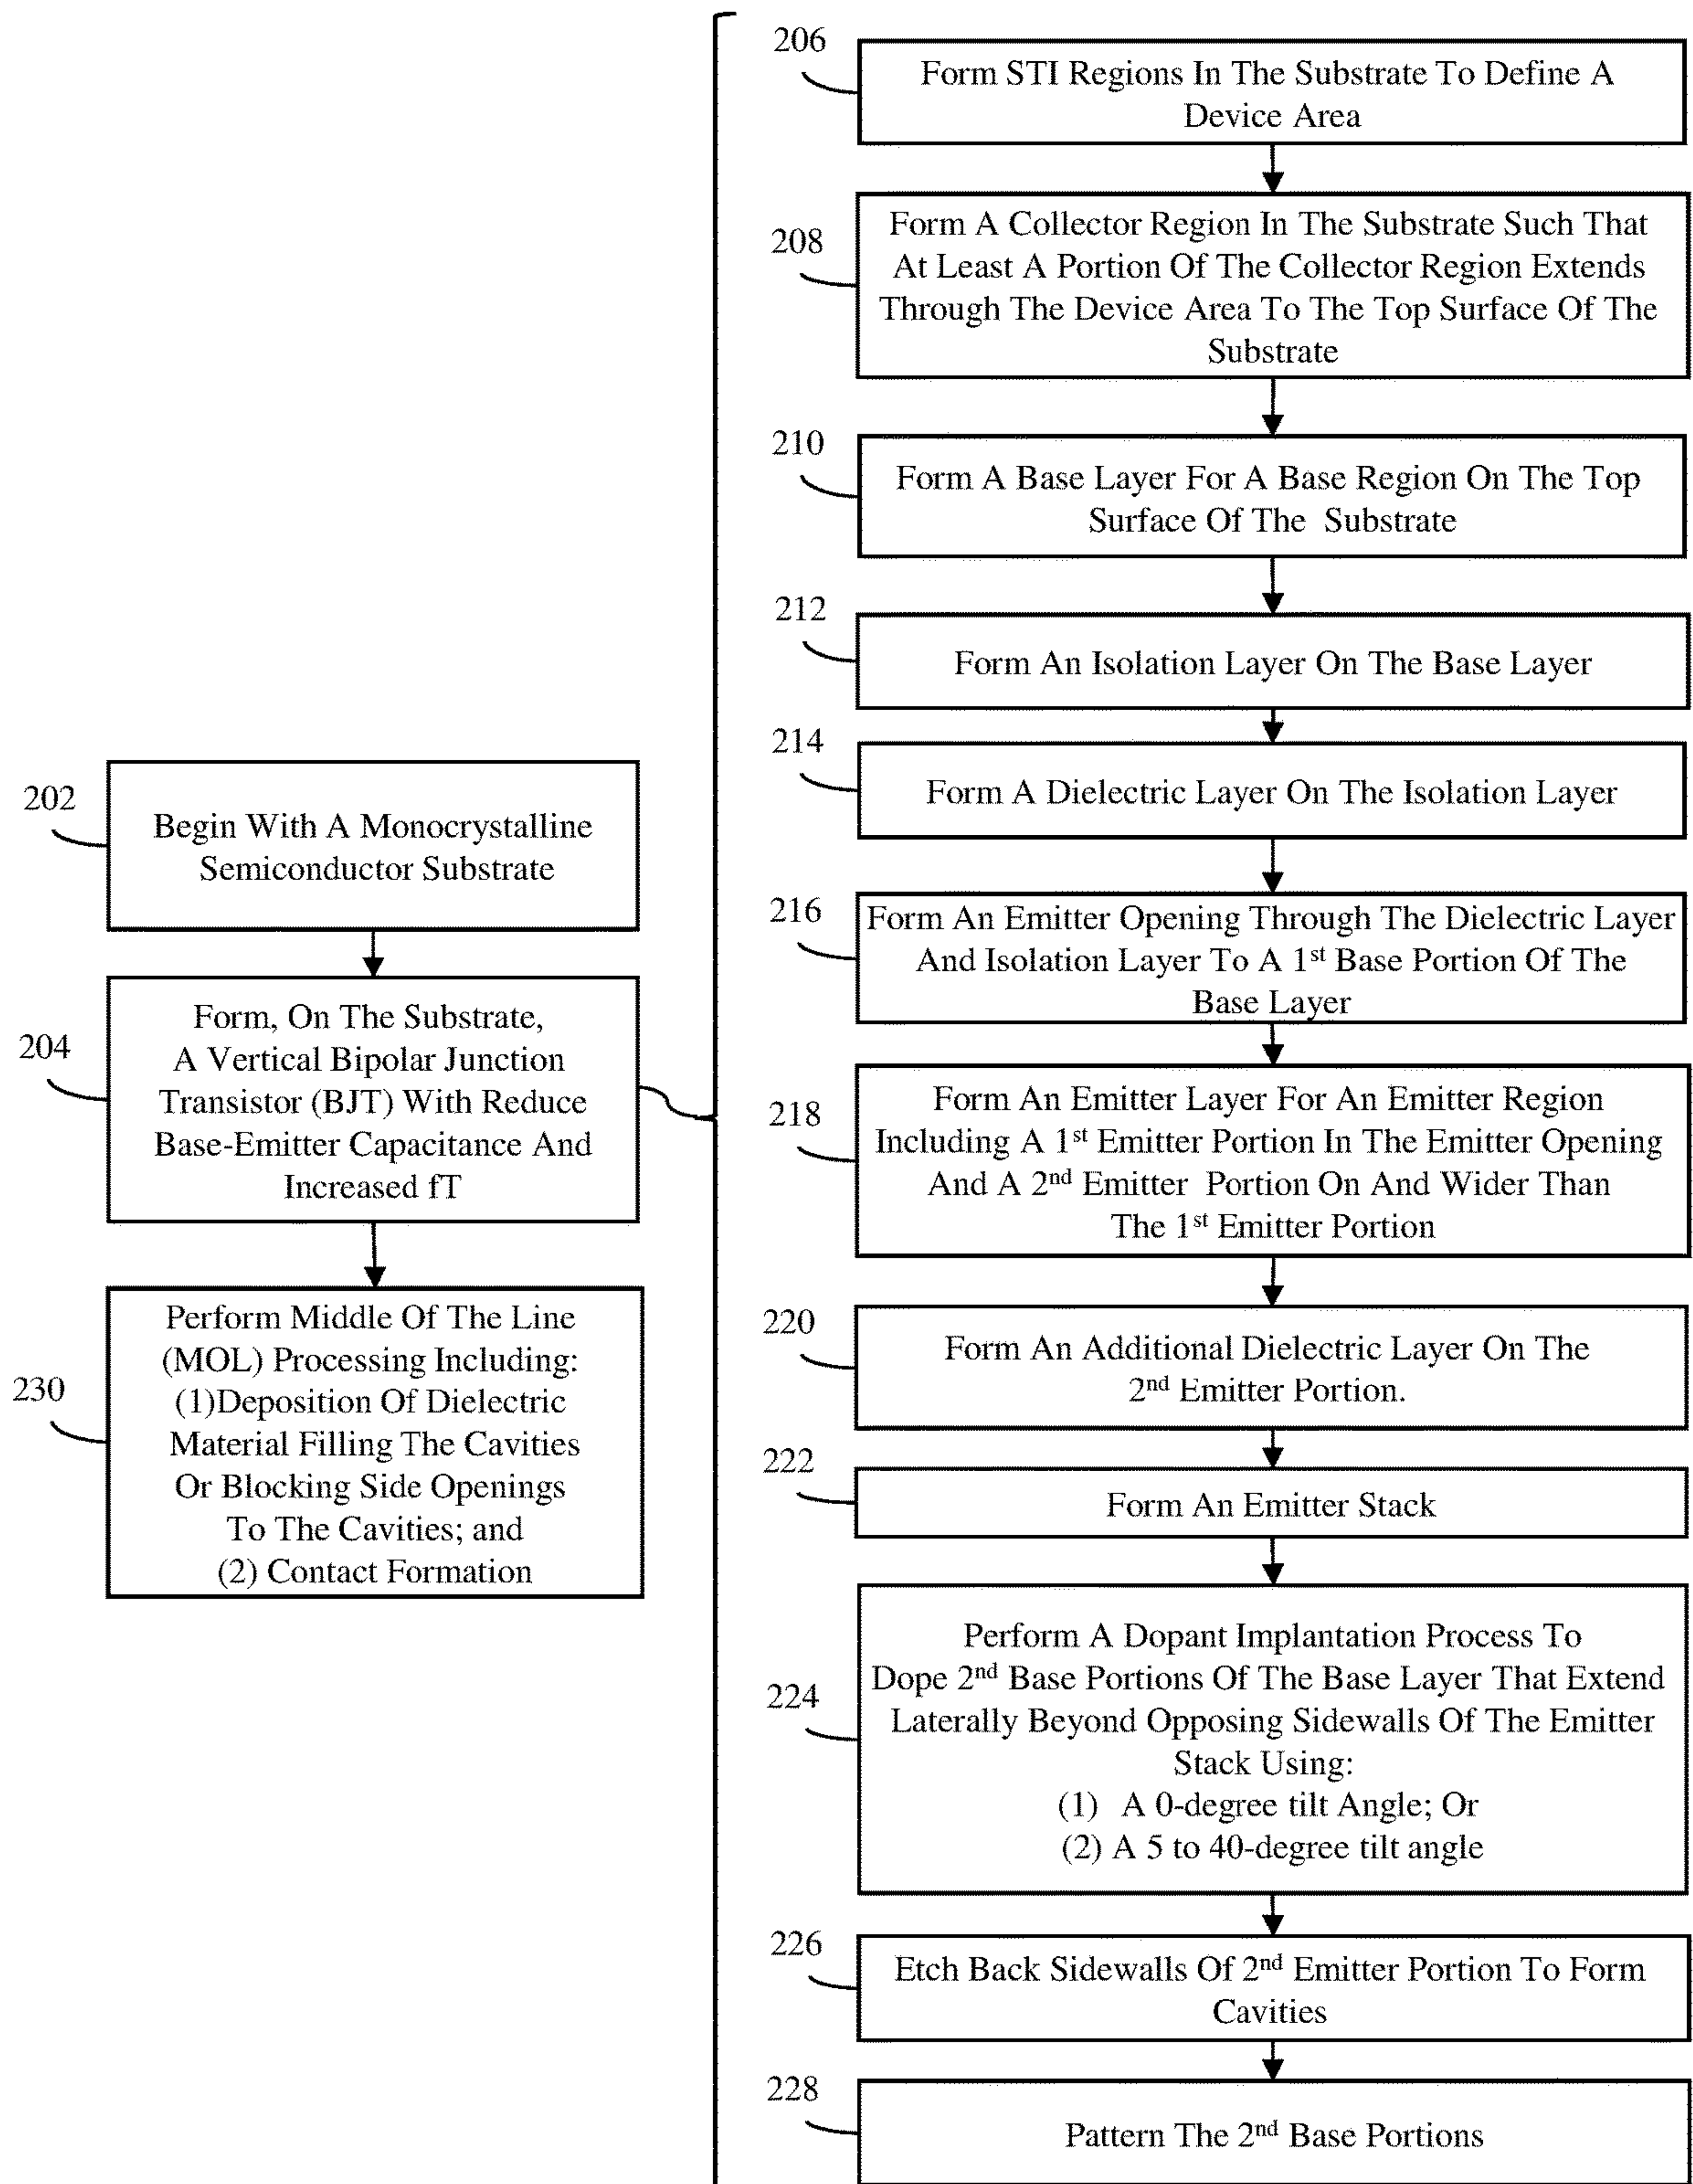 202
Begin With A Monocrystalline
Semiconductor Substrate
204
Form, On The Substrate,
A Vertical Bipolar Junction
Transistor (BJT) With Reduce
Base-Emitter Capacitance And
Increased fT
230
Perform Middle Of The Line
(MOL) Processing Including:
(1)Deposition Of Dielectric
Material Filling The Cavities
Or Blocking Side Openings
To The Cavities; and
(2) Contact Formation
206
Form STI Regions In The Substrate To Define A
Device Area
208
Form A Collector Region In The Substrate Such That
At Least A Portion Of The Collector Region Extends
Through The Device Area To The Top Surface Of The
Substrate
210
Form A Base Layer For A Base Region On The Top
Surface Of The Substrate
212
Form An Isolation Layer On The Base Layer
214
Form A Dielectric Layer On The Isolation Layer
216
Form An Emitter Opening Through The Dielectric Layer
And Isolation Layer To A 1st Base Portion Of The
Base Layer
218
Form An Emitter Layer For An Emitter Region
Including A 1st Emitter Portion In The Emitter Opening
And A 2nd Emitter Portion On And Wider Than
The 1st Emitter Portion
220
Form An Additional Dielectric Layer On The
2nd Emitter Portion.
222
Form An Emitter Stack
224
Perform A Dopant Implantation Process To
Dope 2nd Base Portions Of The Base Layer That Extend
Laterally Beyond Opposing Sidewalls Of The Emitter
Stack Using:
(1) A 0-degree tilt Angle; Or
(2) A 5 to 40-degree tilt angle
226
Etch Back Sidewalls Of 2nd Emitter Portion To Form
Cavities
228
Pattern The 2nd Base Portions